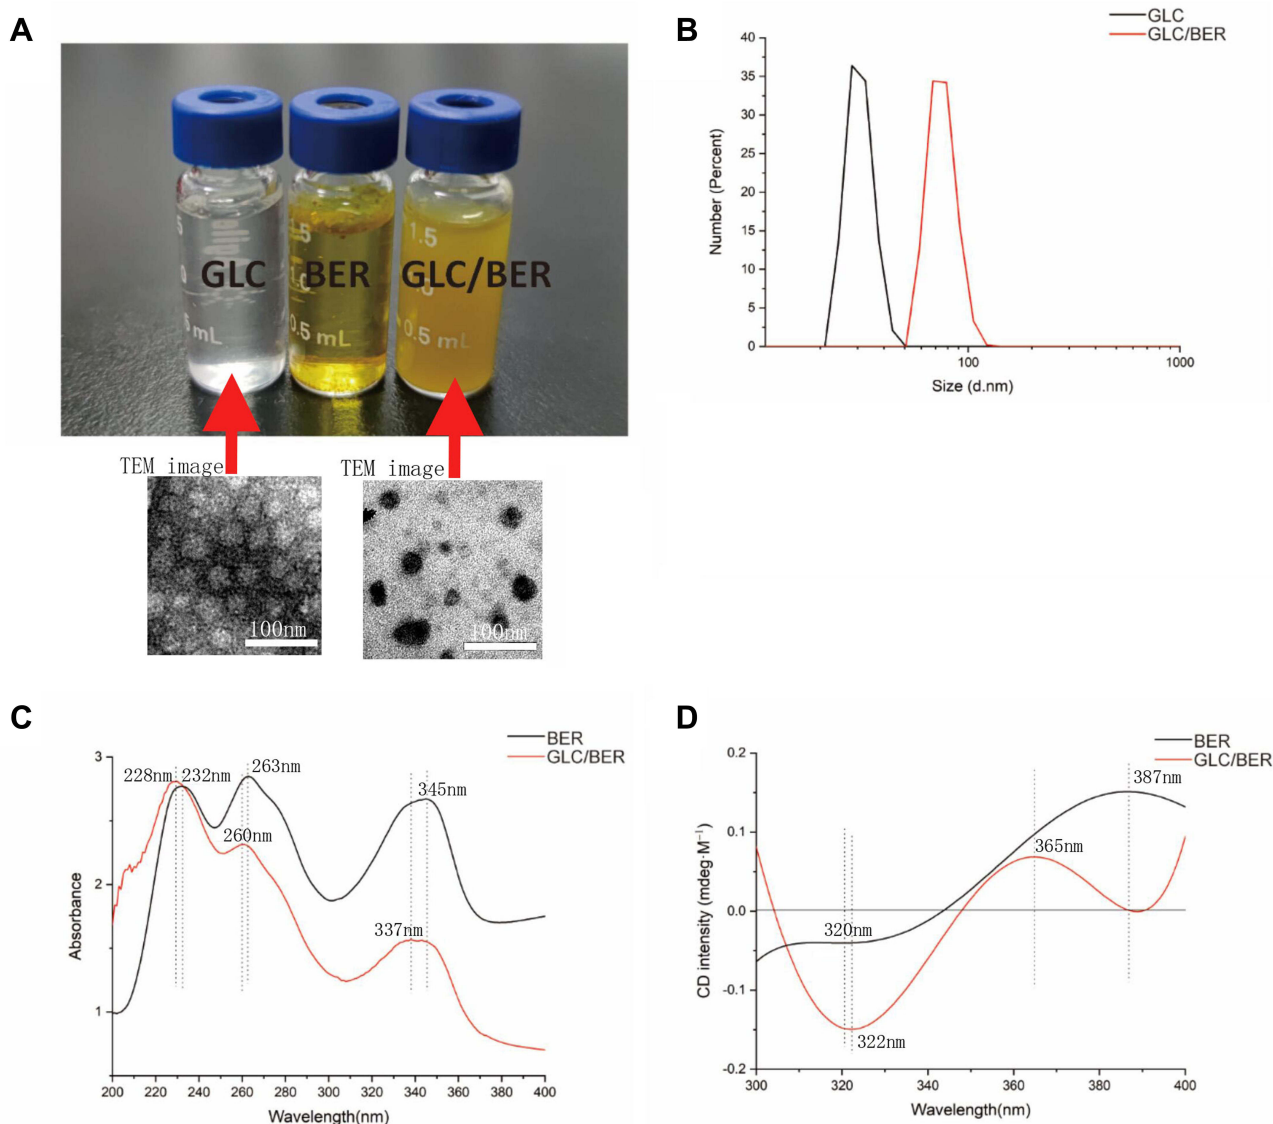 A
B
GLC
GLC/BER
40
35
30
25
20
15
10
5
0
Number (Percent)
100
1000
Size (d.nm)
1.5
1.5
1.0
0.5 mL
0.5 mL
5 mL
GLC
BER
GLC/BER
TEM image
TEM image
100nm
100nm
C
D
BER
GLC/BER
3
2
1
Absorbance
228nm
232nm
263nm
260nm
345nm
337nm
200
220
240
260
280
300
320
340
360
380
400
Wavelength(nm)
BER
GLC/BER
0.2
0.1
0.0
-0.1
-0.2
CD intensity (mdeg·M⁻¹)
387nm
365nm
320nm
322nm
300
320
340
360
380
400
Wavelength(nm)